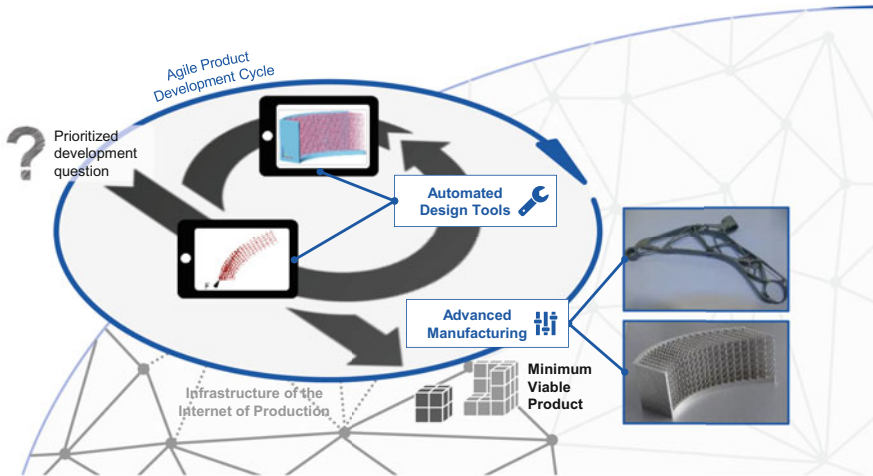 Agile Product
Development Cycle
Prioritized
development
question
Automated
Design Tools
F
Advanced
Manufacturing
Minimum
Viable
Product
Infrastructure of the
Internet of Production